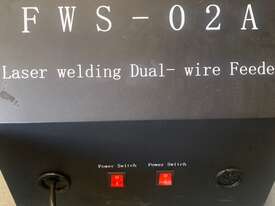 FWS-02A
Laser welding Dual- wire Feede
Power Switch Power Switch